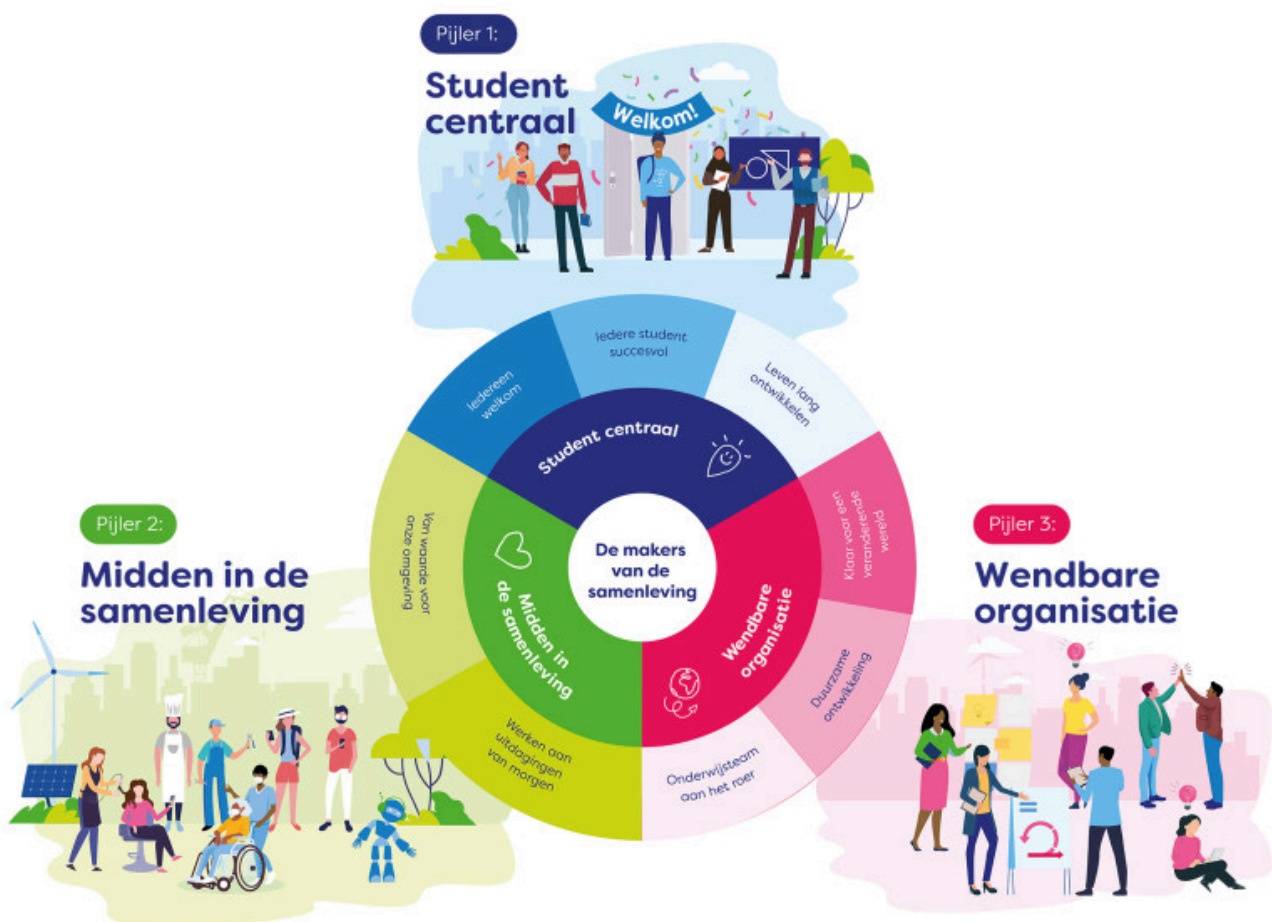 Pijler 1:
Student
centraal
Welkom!
Iedereen
welkom
Iedere student
succesvol
Leven lang
ontwikkelen
Student centraal
Pijler 2:
Midden in de
samenleving
Van waarde voor
onze omgeving
Werken aan
uitdagingen
van morgen
Midden in
de samenleving
De makers
van de
samenleving
Wendbare
organisatie
Klaar voor een
veranderende
wereld
Duurzame
ontwikkeling
Onderwijsteam
aan het roer
Pijler 3:
Wendbare
organisatie